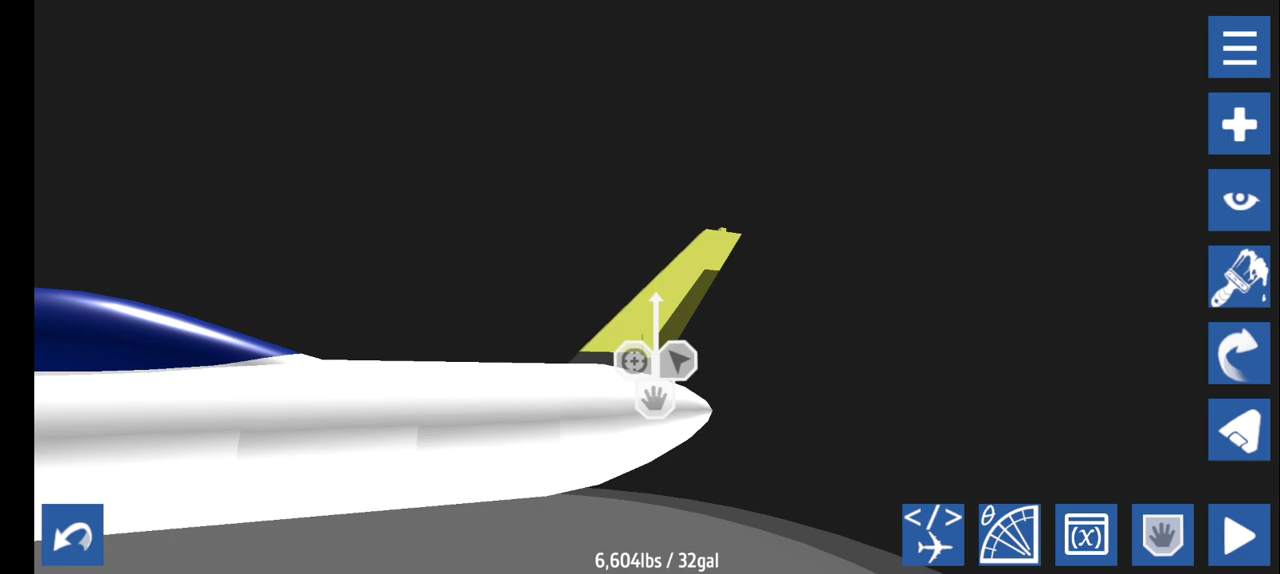 </>
θ
(x)
6,604lbs / 32gal